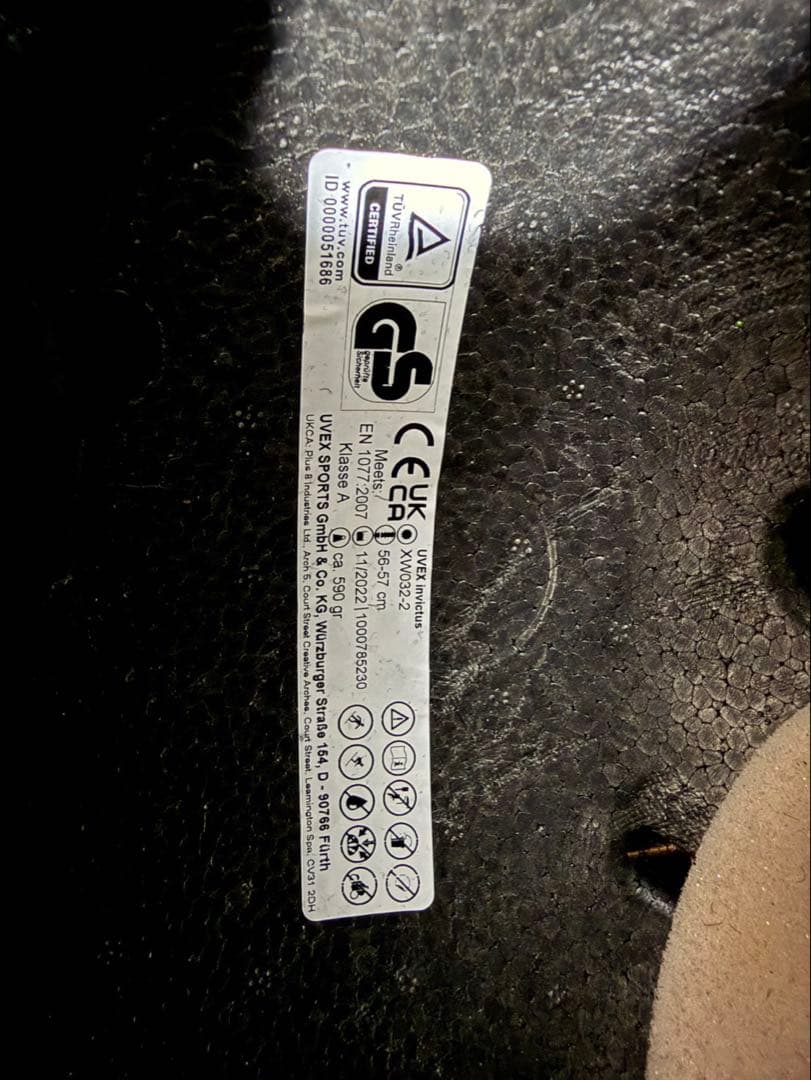 TÜVRheinland®
CERTIFIED
www.tuv.com
ID 0000051686
GS
geprüfte
Sicherheit
CE UK
CA
Meets:
EN 1077:2007
Klasse A
UVEX invictus
XW032-2
56-57 cm
11/2022 | 1000785230
ca. 590 gr
UVEX SPORTS GmbH & Co. KG, Würzburger Straße 154, D - 90766 Fürth
UKCA: Plus 8 Industries Ltd., Arch 5, Court Street Creative Arches, Court Street, Leamington Spa, CV31 2DH